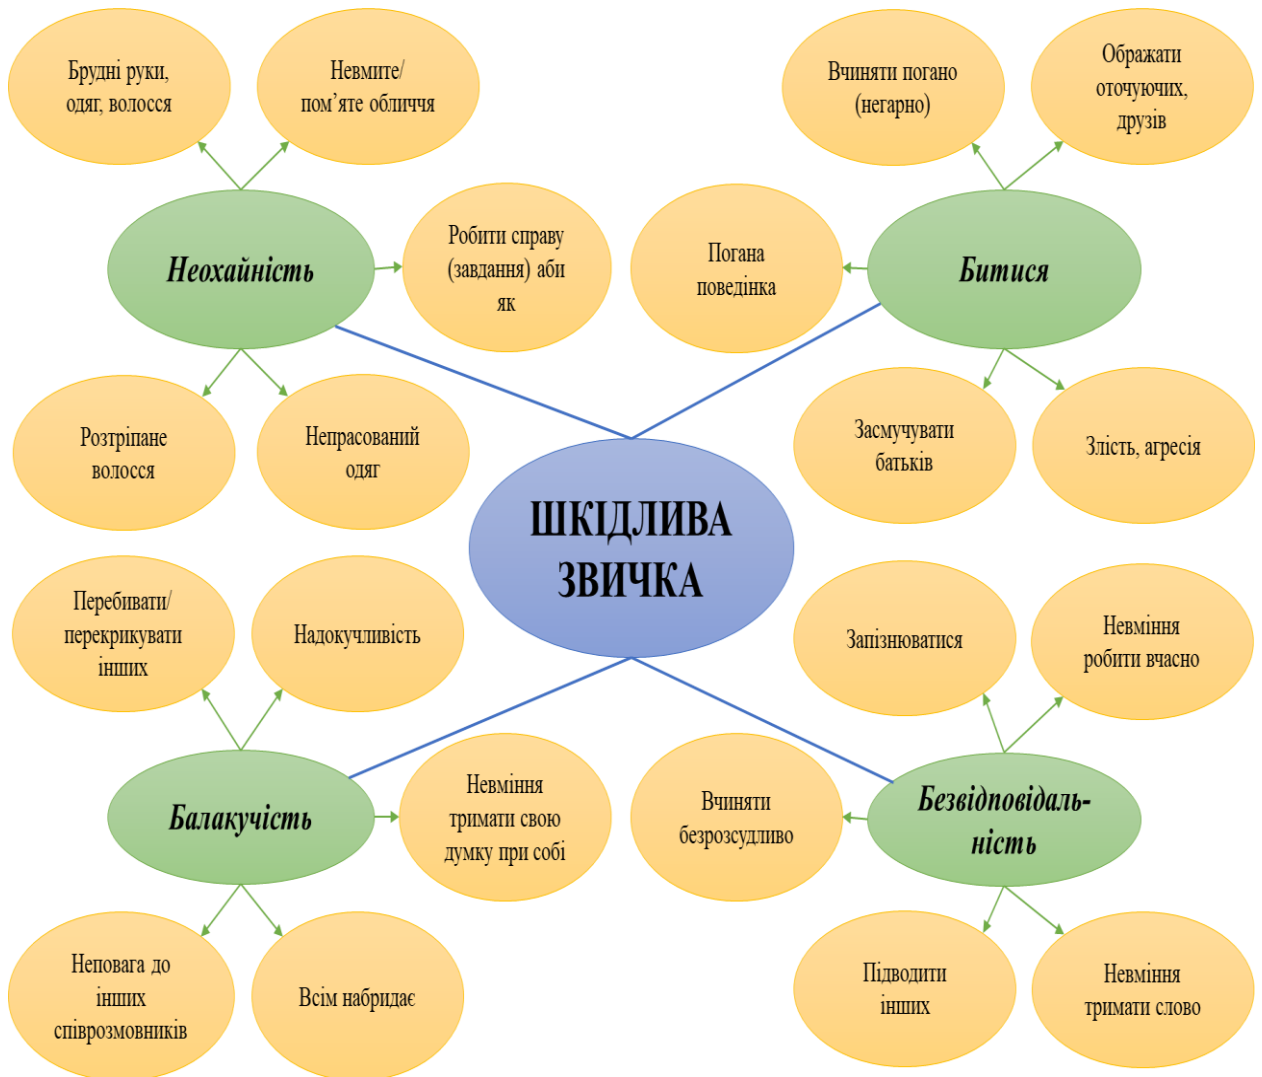 Брудні руки,
одяг, волосся
Невмите/
пом’яте обличчя
Неохайність
Робити справу
(завдання) аби
як
Розтріпане
волосся
Непрасований
одяг
Вчиняти погано
(негарно)
Ображати
оточуючих,
друзів
Погана
поведінка
Битися
Засмучувати
батьків
Злість, агресія
ШКІДЛИВА
ЗВИЧКА
Перебивати/
перекрикувати
інших
Надокучливість
Балакучість
Невміння
тримати свою
думку при собі
Неповага до
інших
співрозмовників
Всім набридає
Запізнюватися
Невміння
робити вчасно
Вчиняти
безрозсудливо
Безвідповідаль-
ність
Підводити
інших
Невміння
тримати слово